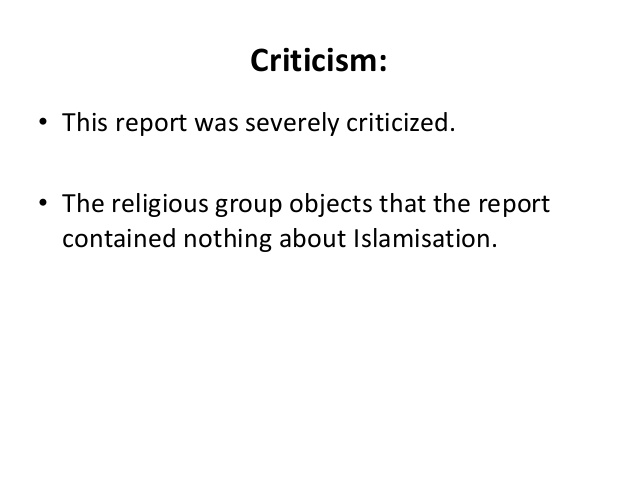 Criticism:
• This report was severely criticized.
• The religious group objects that the report
contained nothing about Islamisation.